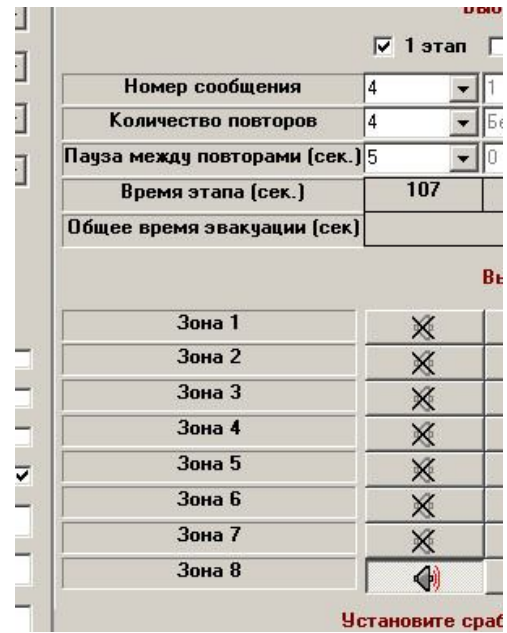 1 этап
Номер сообщения 4 1
Количество повторов 4
Пауза между повторами (сек.) 5 0
Время этапа (сек.) 107
Общее время эвакуации (сек)
Зона 1
Зона 2
Зона 3
Зона 4
Зона 5
Зона 6
Зона 7
Зона 8
Установите